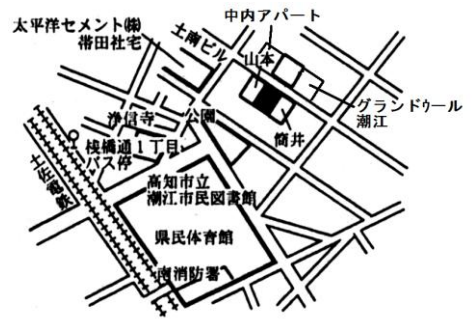 中内アパート
太平洋セメント㈱
帯田社宅
土南ビル
山本
グランドゥール
潮江
浄信寺
公園
筒井
桟橋通1丁目
バス停
土佐電鉄
高知市立
潮江市民図書館
県民体育館
南消防署